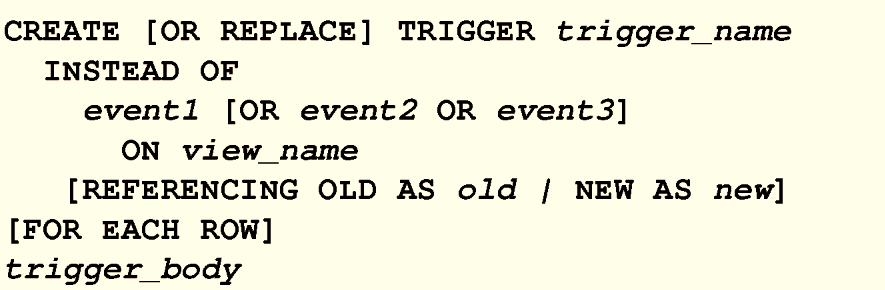 CREATE [OR REPLACE] TRIGGER trigger_name
INSTEAD OF
event1 [OR event2 OR event3]
ON view_name
[REFERENCING OLD AS old / NEW AS new]
[FOR EACH ROW]
trigger_body